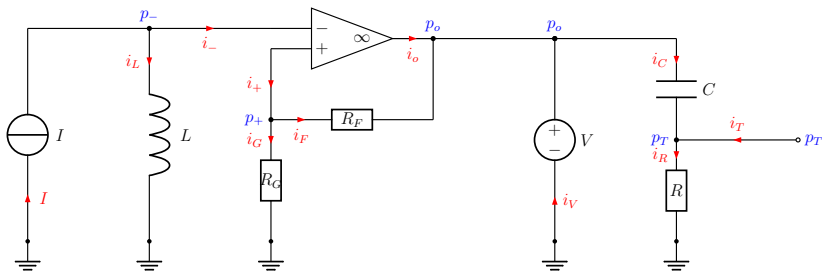 p₋
p_o
p_o
i₋
−
+
∞
i_o
i_L
i₊
i_C
C
I
L
p₊
R_F
i_F
i_G
+
−
V
p_T
i_T
p_T
i_R
R_G
R
I
i_V